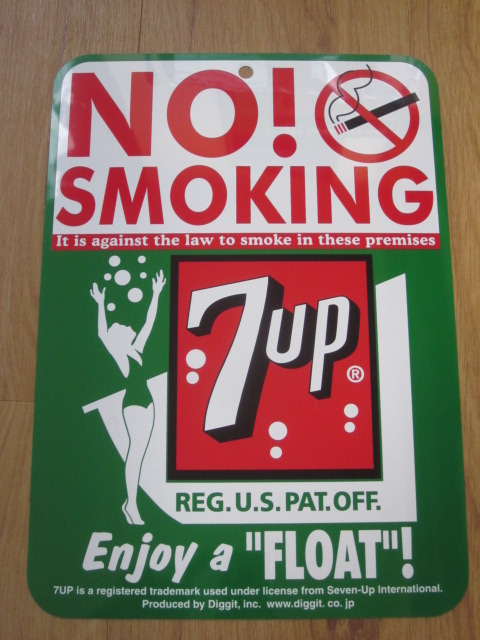 NO!
SMOKING
It is against the law to smoke in these premises
7up
®
REG. U.S. PAT. OFF.
Enjoy a "FLOAT"!
7UP is a registered trademark used under license from Seven-Up International.
Produced by Diggit, inc. www.diggit. co. jp